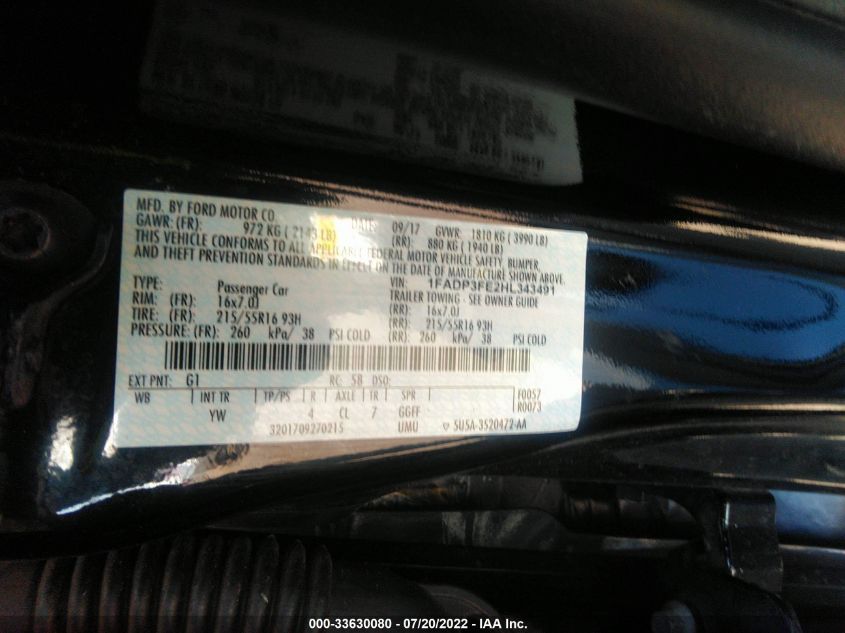 MFD. BY FORD MOTOR CO.
DATE: 09/17 GVWR: 1810 KG ( 3990 LB)
GAWR: (FR): 972 KG ( 2143 LB) (RR): 880 KG ( 1940 LB)
THIS VEHICLE CONFORMS TO ALL APPLICABLE FEDERAL MOTOR VEHICLE SAFETY, BUMPER,
AND THEFT PREVENTION STANDARDS IN EFFECT ON THE DATE OF MANUFACTURE SHOWN ABOVE.
VIN: 1FADP3FE2HL343491
TYPE: Passenger Car TRAILER TOWING - SEE OWNER GUIDE
RIM: (FR): 16x7.0J (RR): 16x7.0J
TIRE: (FR): 215/55R16 93H (RR): 215/55R16 93H
PRESSURE: (FR): 260 kPa/ 38 PSI COLD (RR): 260 kPa/ 38 PSI COLD
EXT PNT: G1 RC: 58 DSO:
WB INT TR TP/PS R AXLE TR SPR F0057
YW 4 CL 7 GGFF R0073
3201709270215 UMU 5U5A-3520472-AA
000-33630080 - 07/20/2022 - IAA Inc.